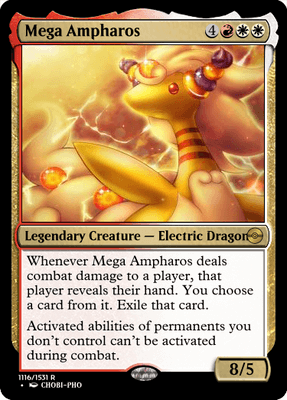 Mega Ampharos 4
Legendary Creature — Electric Dragon
Whenever Mega Ampharos deals
combat damage to a player, that
player reveals their hand. You choose
a card from it. Exile that card.
Activated abilities of permanents you
don't control can't be activated
during combat.
8/5
1116/1531 R
• CHOBI-PHO